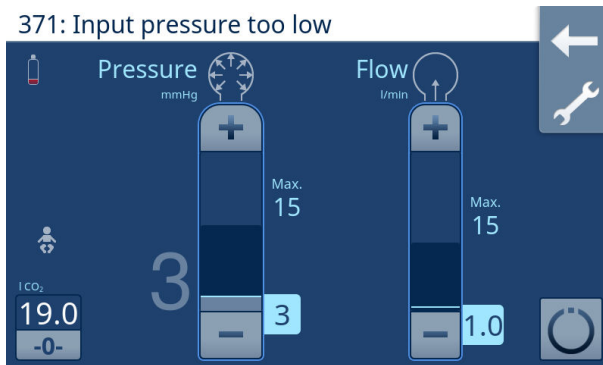 371: Input pressure too low
Pressure
mmHg
Flow
l/min
Max.
15
Max.
15
3
3
1.0
l CO₂
19.0
-0-